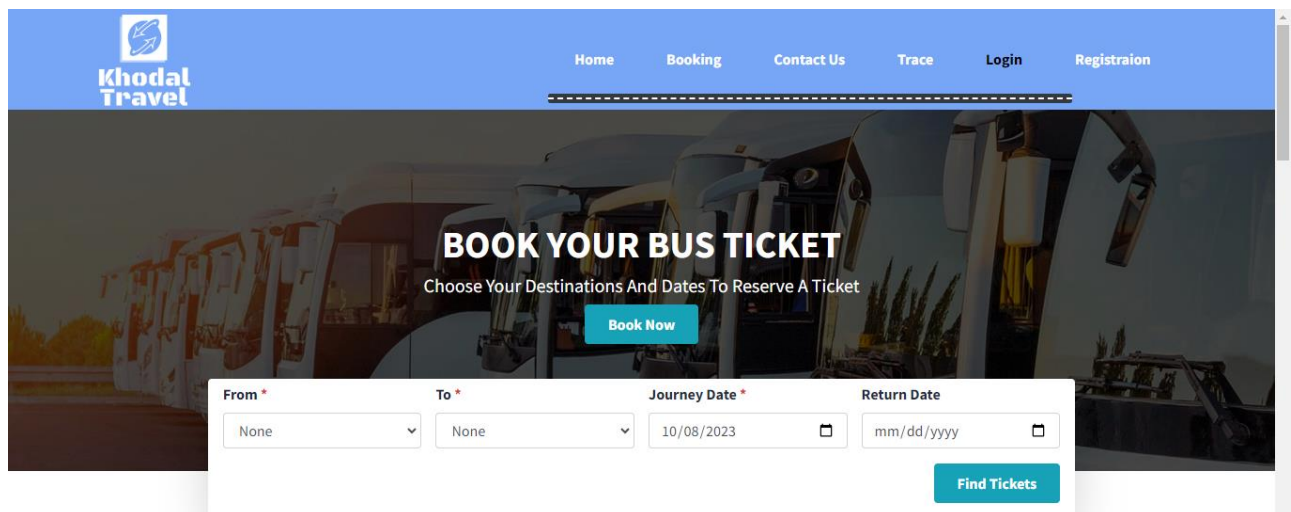 Khodal
Travel
Home Booking Contact Us Trace Login Registraion
BOOK YOUR BUS TICKET
Choose Your Destinations And Dates To Reserve A Ticket
Book Now
From * To * Journey Date * Return Date
None None 10/08/2023 mm/dd/yyyy
Find Tickets